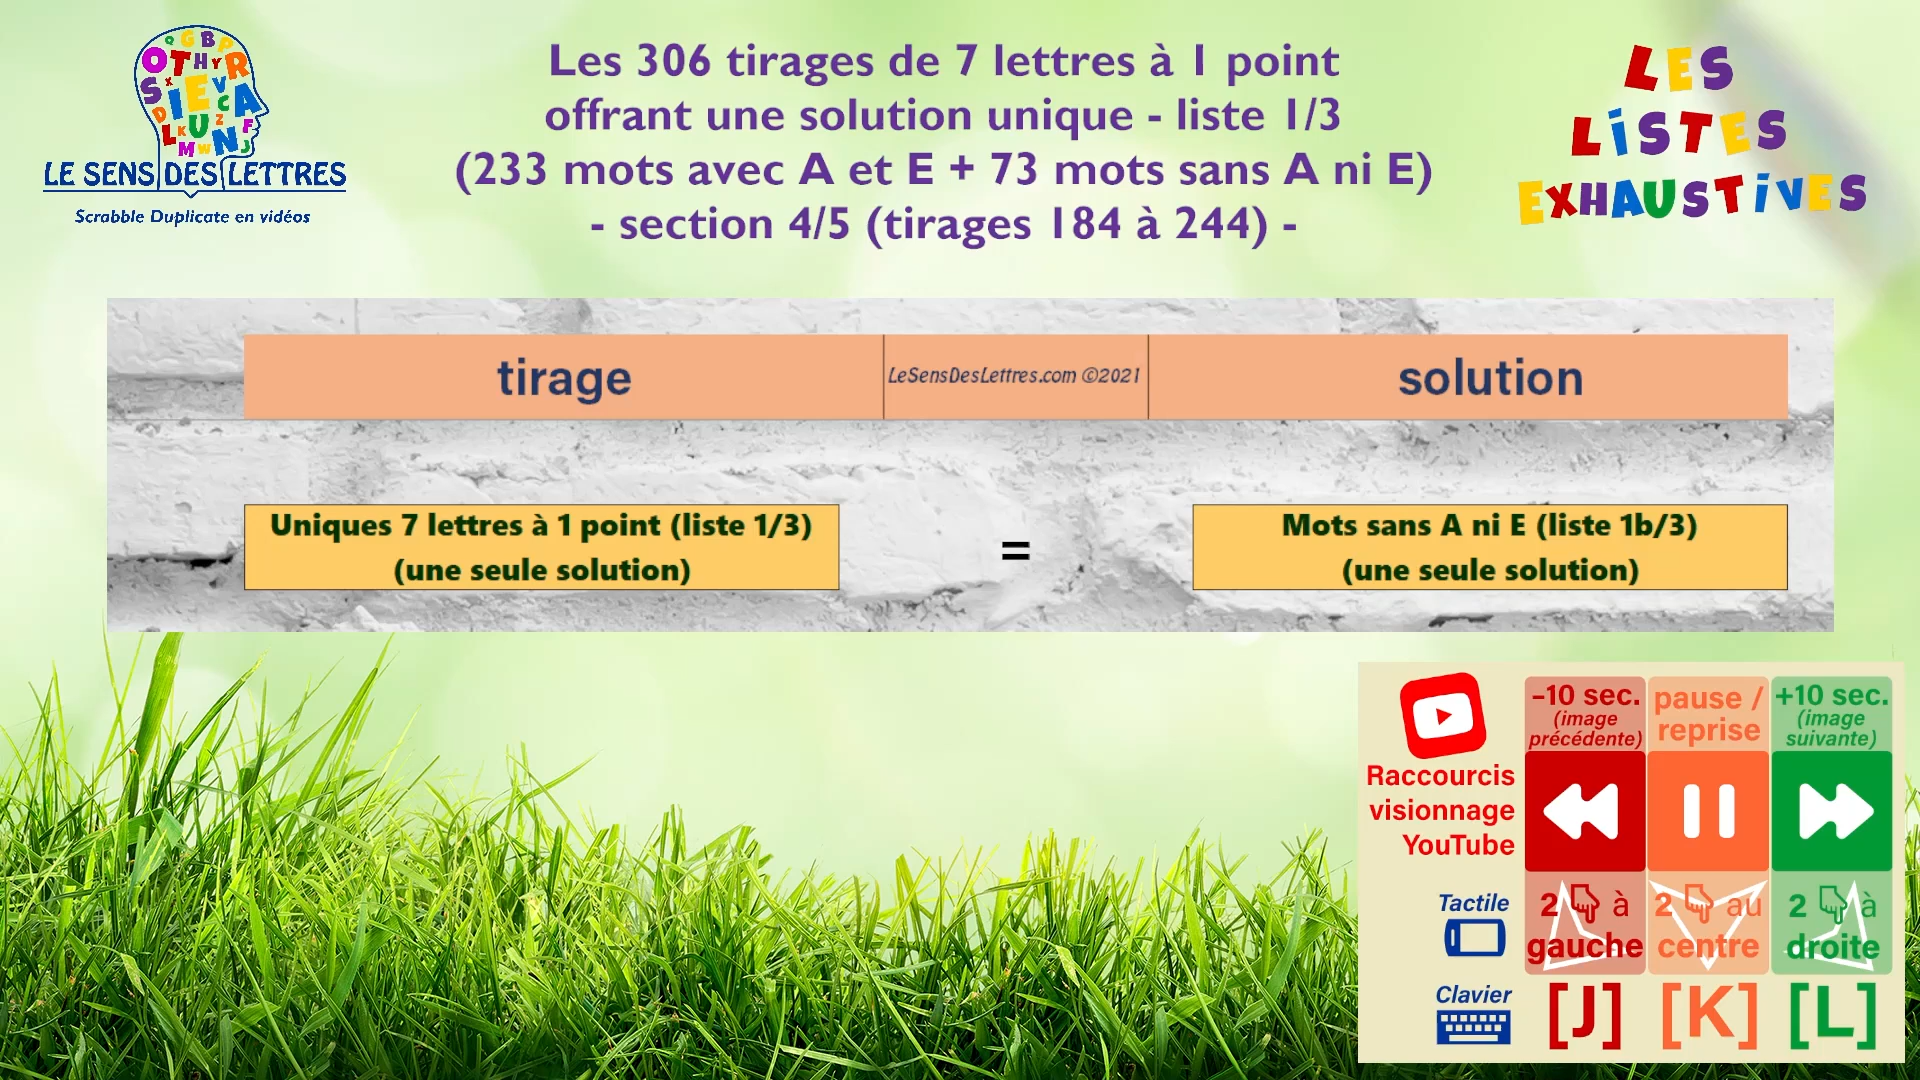 LE SENS DES LETTRES
Scrabble Duplicate en vidéos
Les 306 tirages de 7 lettres à 1 point
offrant une solution unique - liste 1/3
(233 mots avec A et E + 73 mots sans A ni E)
- section 4/5 (tirages 184 à 244) -
LES
LiSTES
EXHAUSTiVES
tirage
LeSensDesLettres.com ©2021
solution
Uniques 7 lettres à 1 point (liste 1/3)
(une seule solution)
=
Mots sans A ni E (liste 1b/3)
(une seule solution)
Raccourcis
visionnage
YouTube
–10 sec.
(image
précédente)
pause /
reprise
+10 sec.
(image
suivante)
Tactile
2 à
gauche
2 au
centre
2 à
droite
Clavier
[J]
[K]
[L]